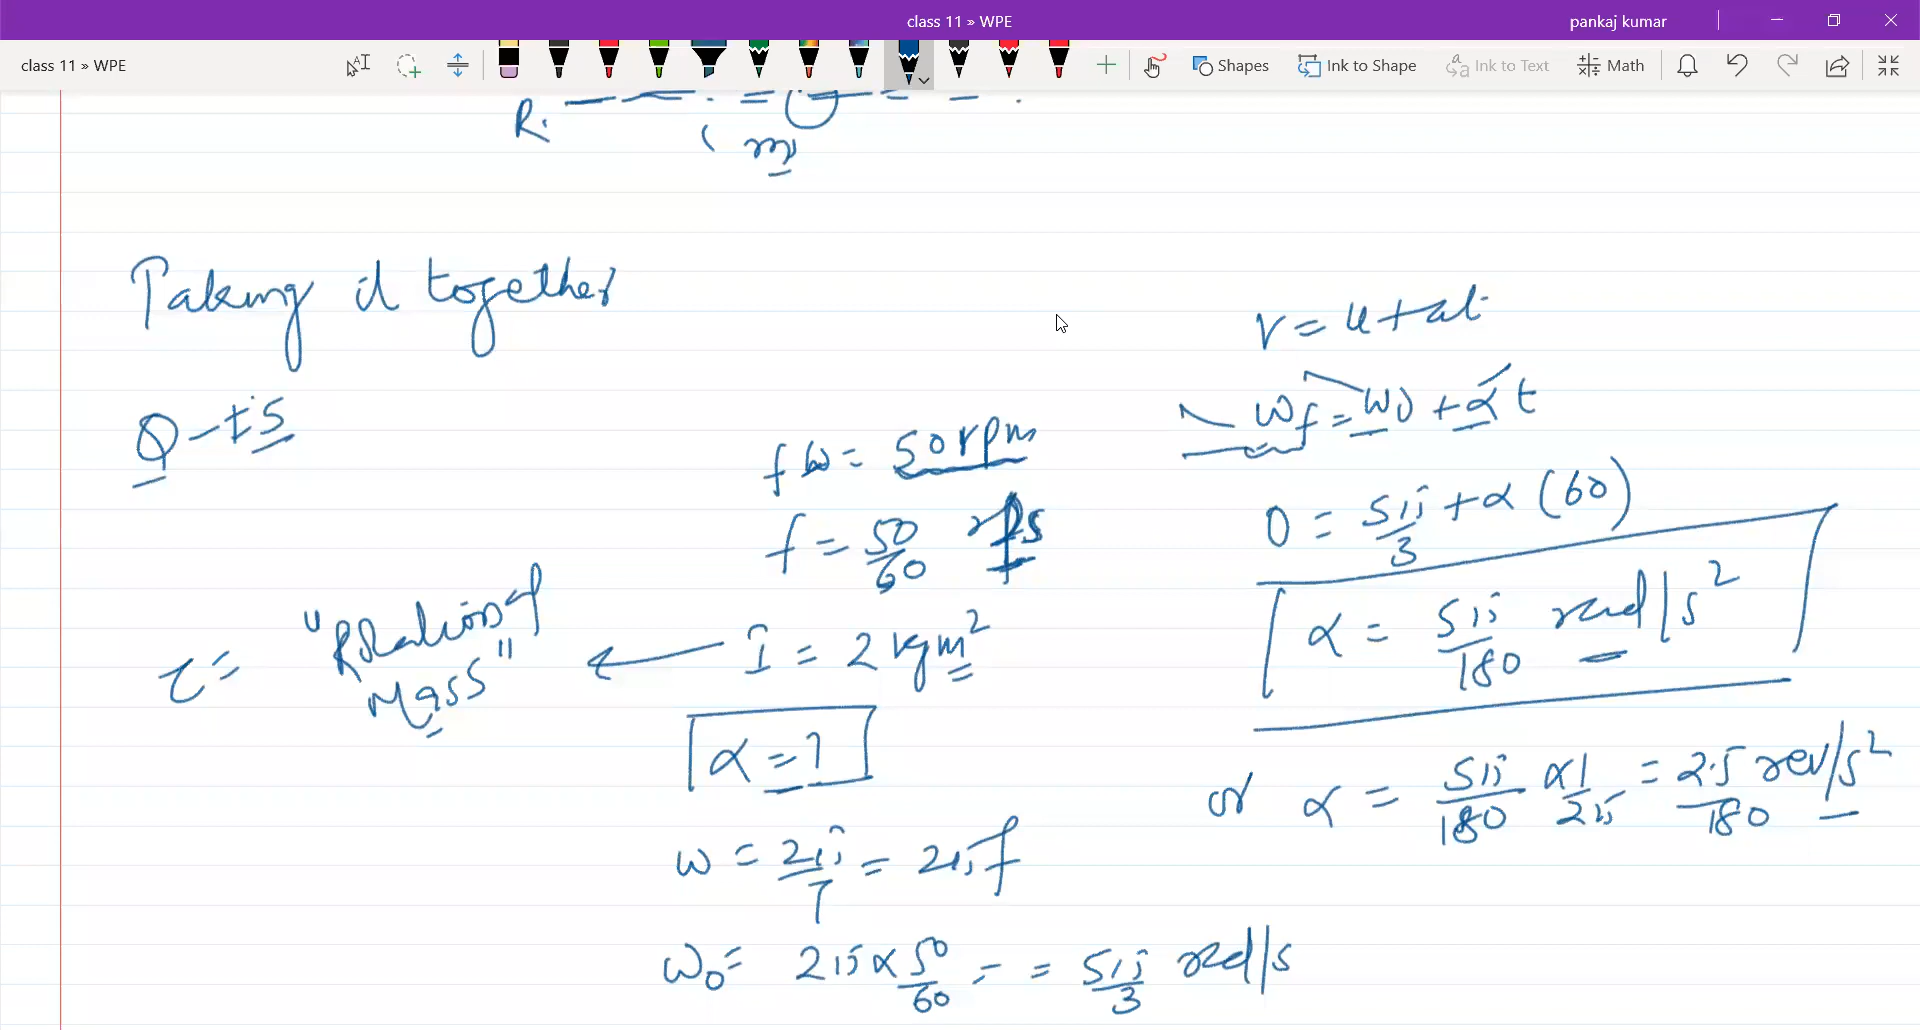 class 11 » WPE
pankaj kumar
class 11 » WPE
Shapes
Ink to Shape
Ink to Text
Math
R.
( m
Taking it together
Q-15
f ω = 50 rpm
f = 50/60 rps
τ =
"Rotational Mass"
I = 2 kgm²
α = ?
ω = 2π/T = 2πf
ω₀ = 2π × 50/60 = = 5π/3 rad/s
v = u + at
ωf = ω₀ + αt
0 = 5π/3 + α (60)
α = 5π/180 rad/s²
or α = 5π/180 × 1/2π = 2.5/180 rev/s²